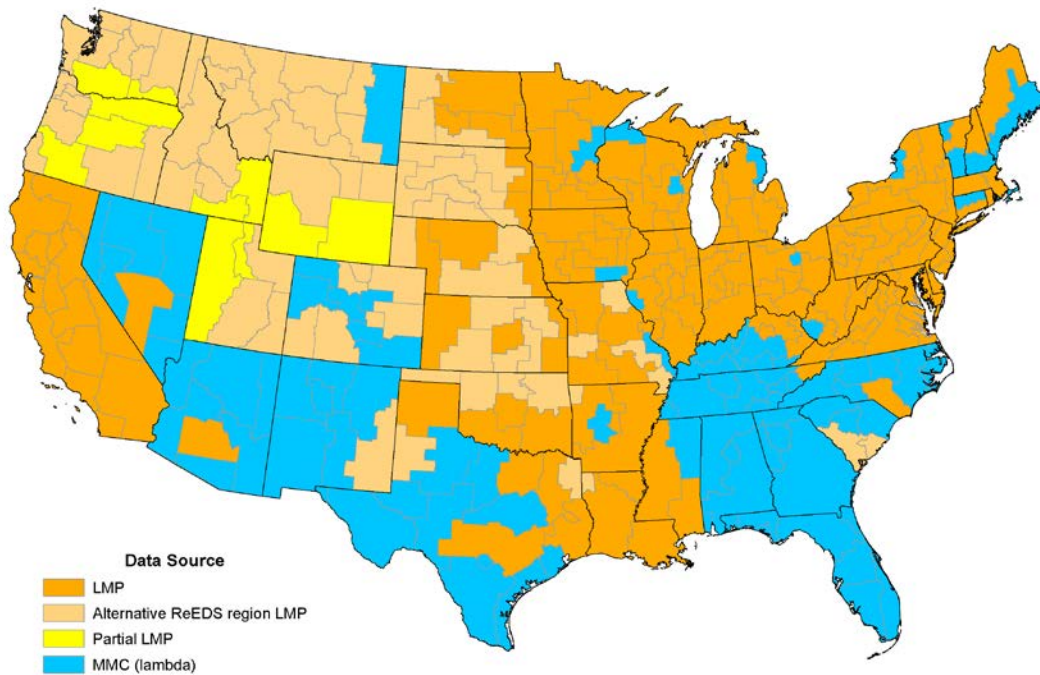 Data Source
LMP
Alternative ReEDS region LMP
Partial LMP
MMC (lambda)